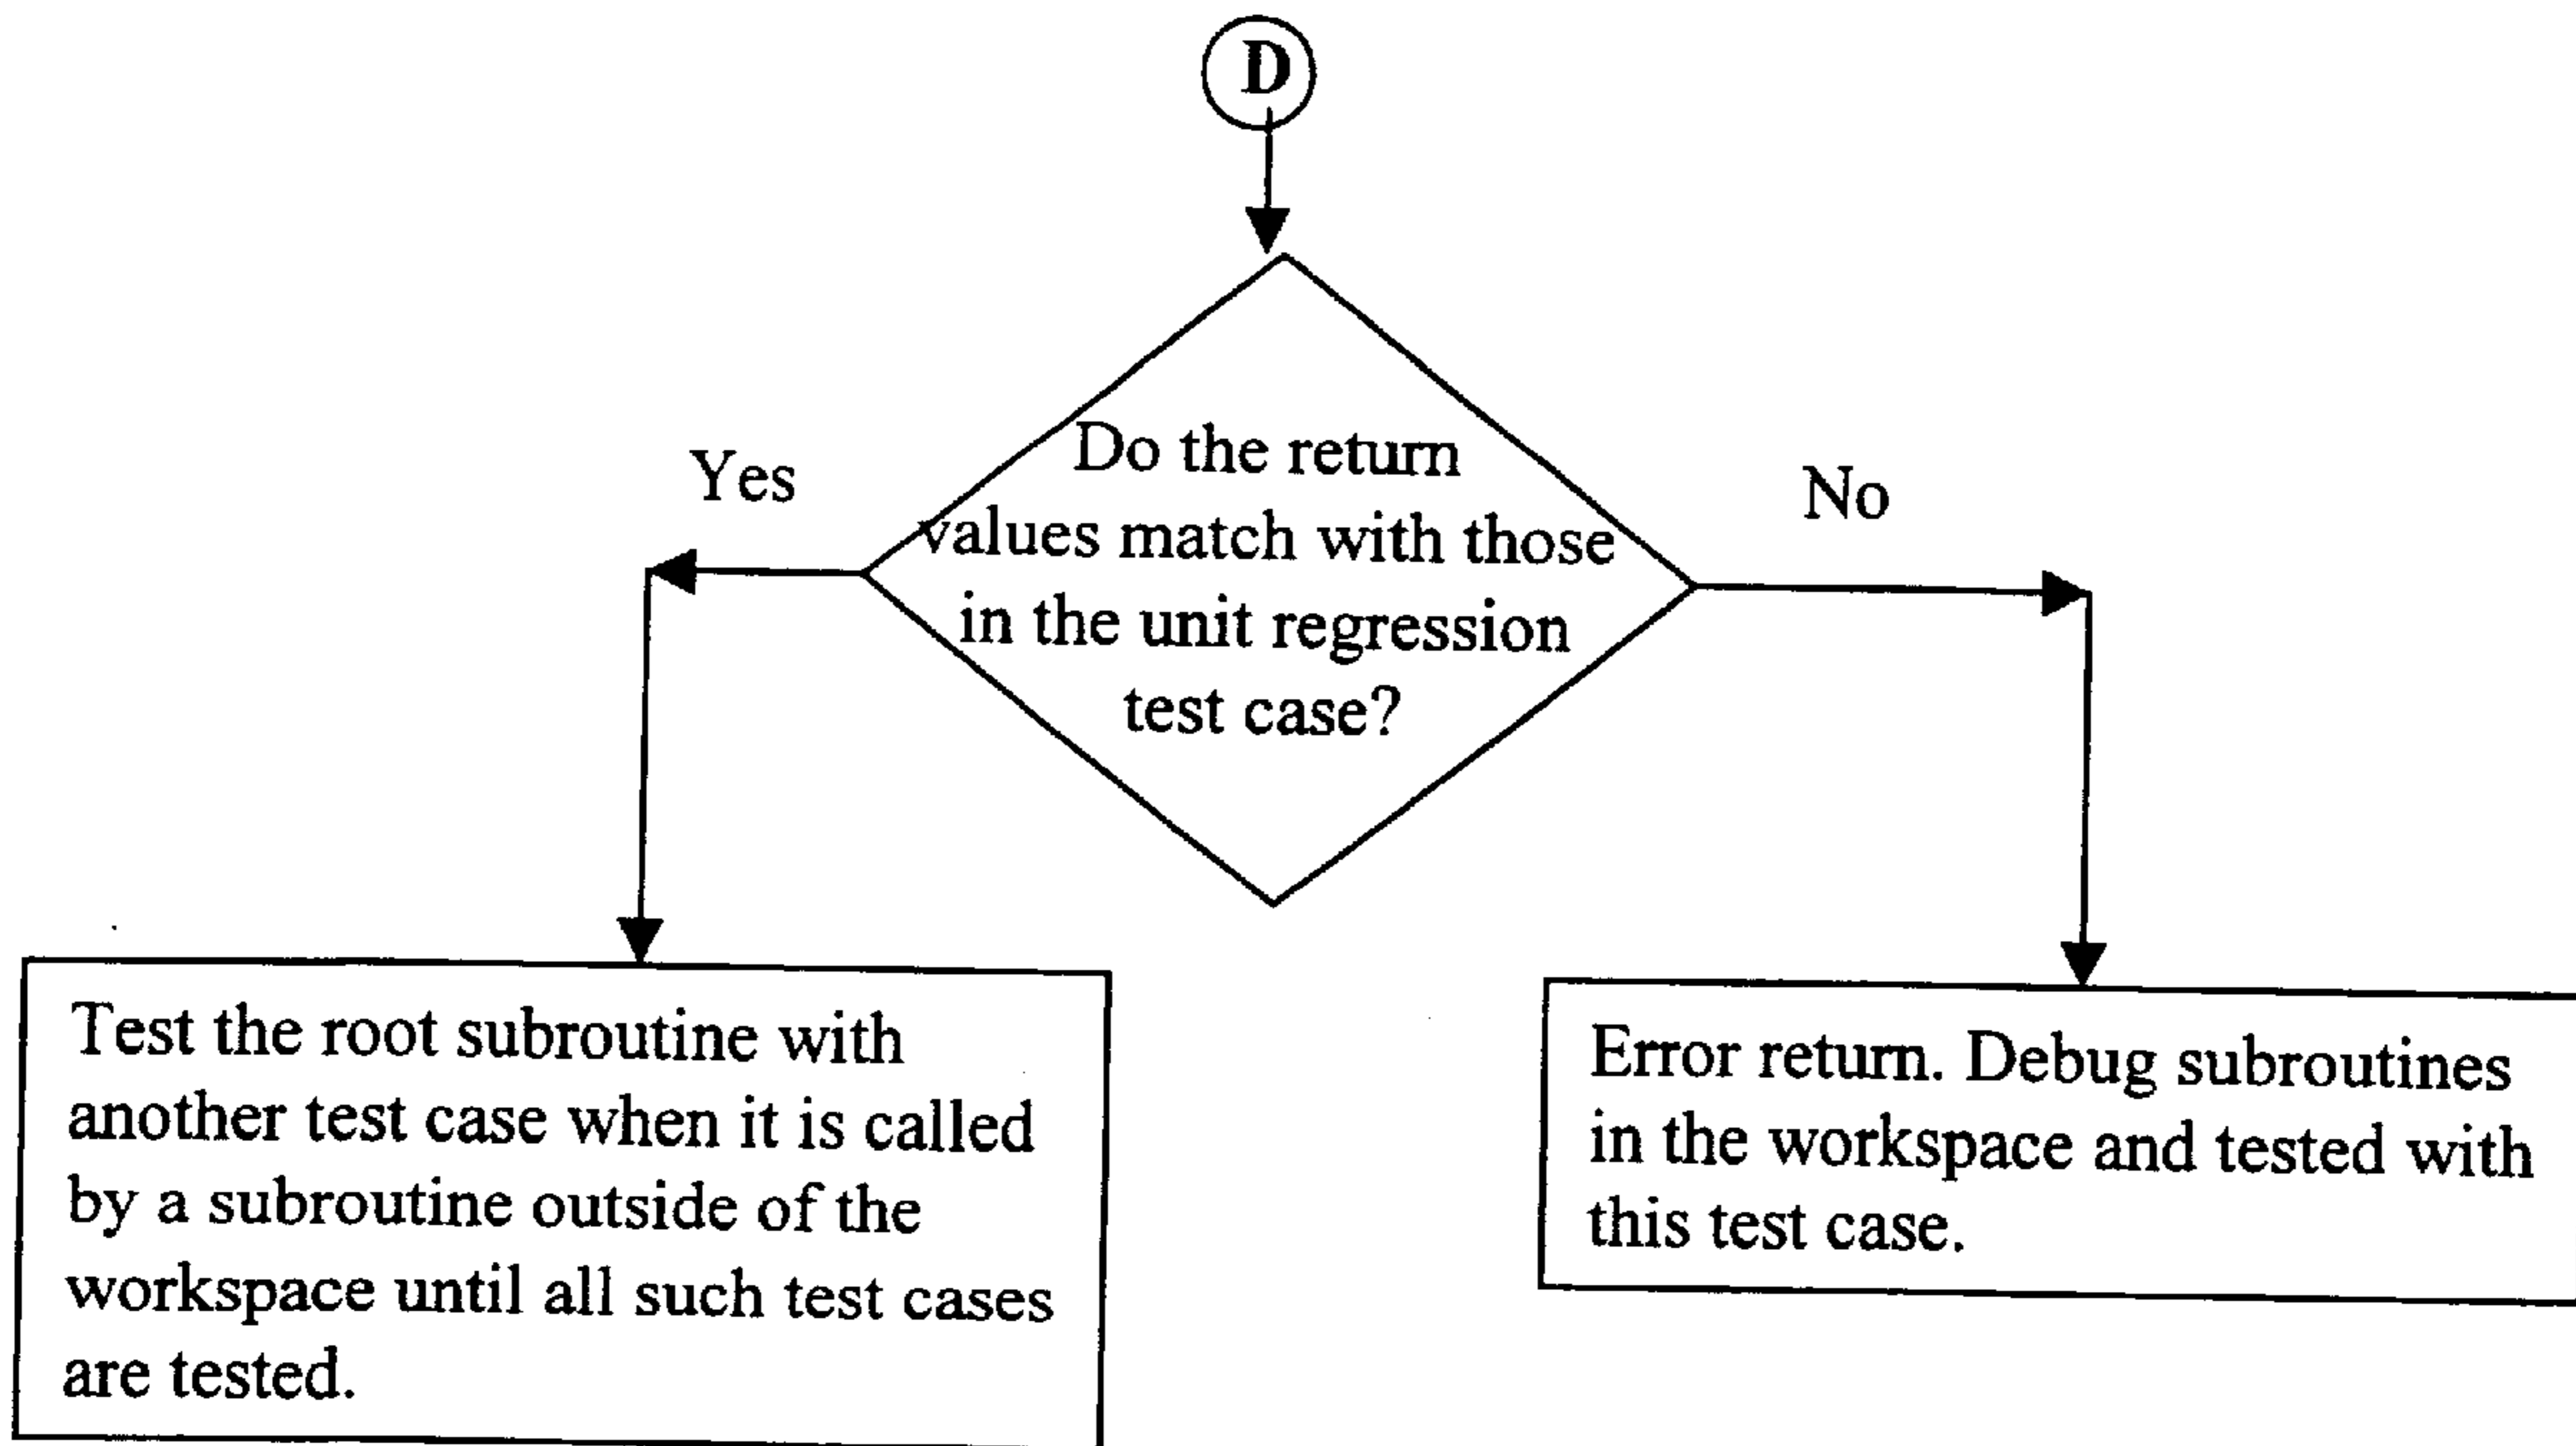 D
Do the return
values match with those
in the unit regression
test case?
Yes
No
Test the root subroutine with
another test case when it is called
by a subroutine outside of the
workspace until all such test cases
are tested.
Error return. Debug subroutines
in the workspace and tested with
this test case.